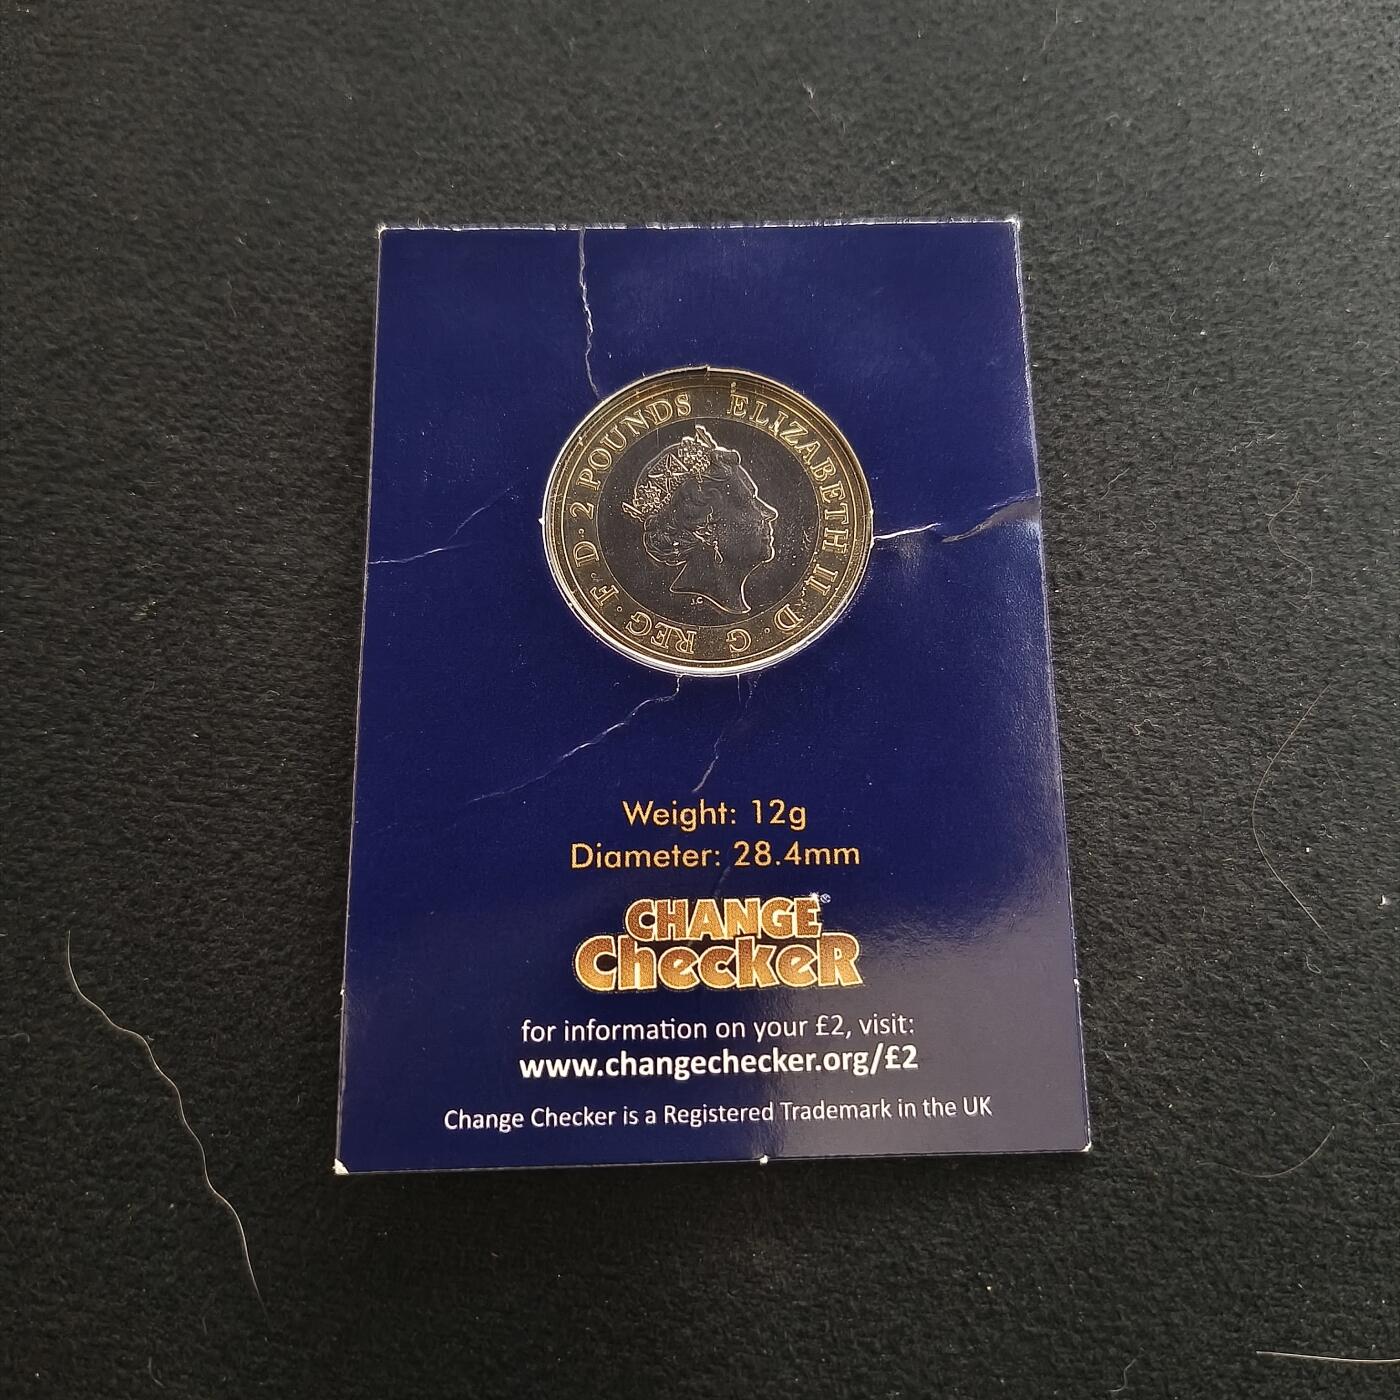 ELIZABETH II · D · G · REG · F · D · 2 POUNDS
J.C
Weight: 12g
Diameter: 28.4mm
CHANGE
CheckeR®
for information on your £2, visit:
www.changechecker.org/£2
Change Checker is a Registered Trademark in the UK